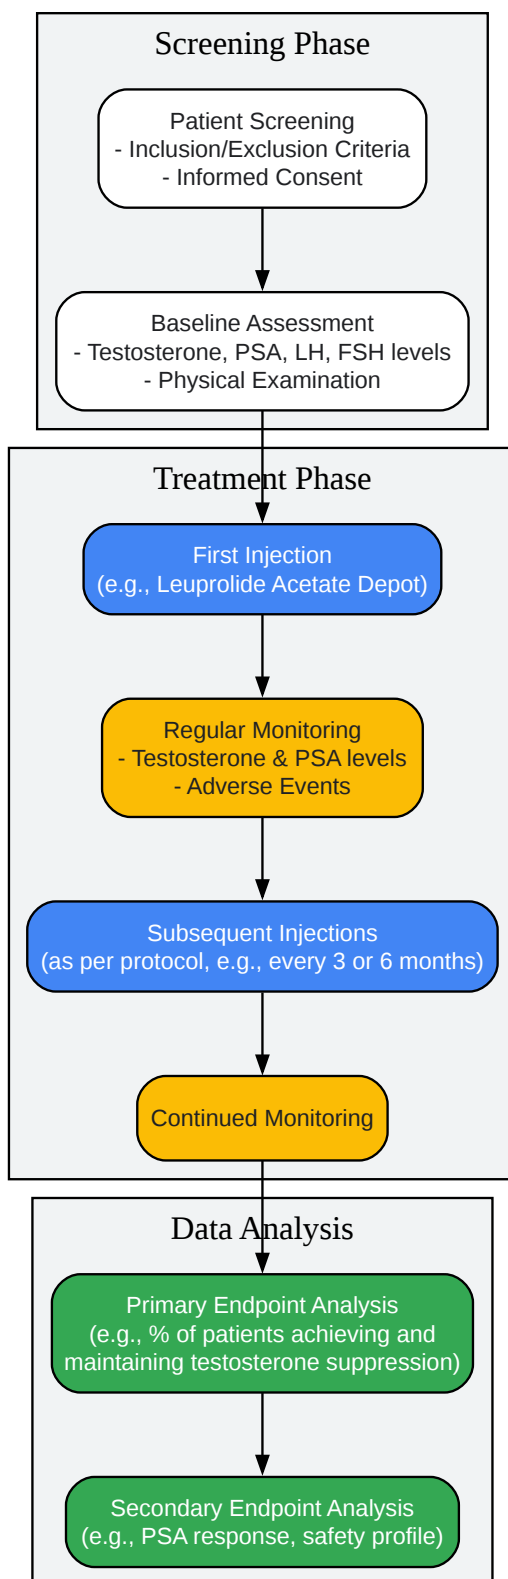 Screening Phase
Patient Screening
- Inclusion/Exclusion Criteria
- Informed Consent
Baseline Assessment
- Testosterone, PSA, LH, FSH levels
- Physical Examination
Treatment Phase
First Injection
(e.g., Leuprolide Acetate Depot)
Regular Monitoring
- Testosterone & PSA levels
- Adverse Events
Subsequent Injections
(as per protocol, e.g., every 3 or 6 months)
Continued Monitoring
Data Analysis
Primary Endpoint Analysis
(e.g., % of patients achieving and
maintaining testosterone suppression)
Secondary Endpoint Analysis
(e.g., PSA response, safety profile)